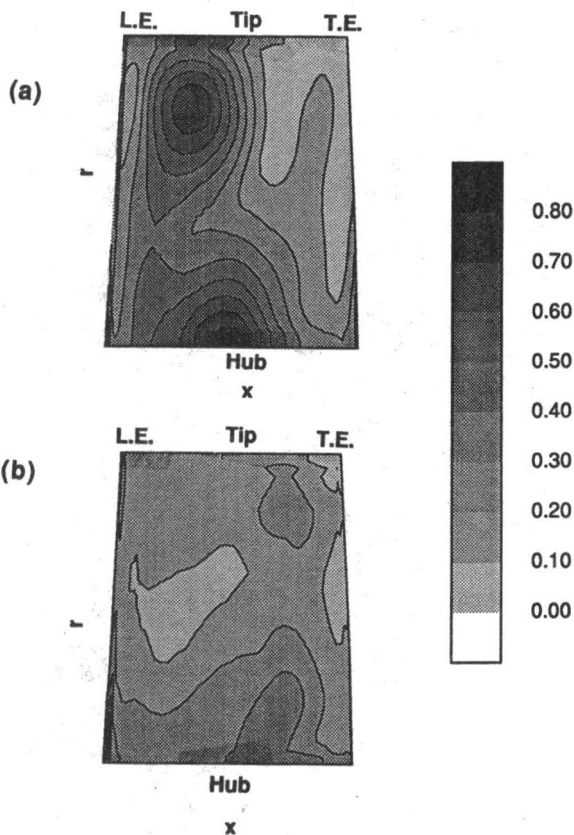 L.E. Tip T.E.
(a)
r
Hub
x
L.E. Tip T.E.
(b)
r
Hub
x
0.80
0.70
0.60
0.50
0.40
0.30
0.20
0.10
0.00